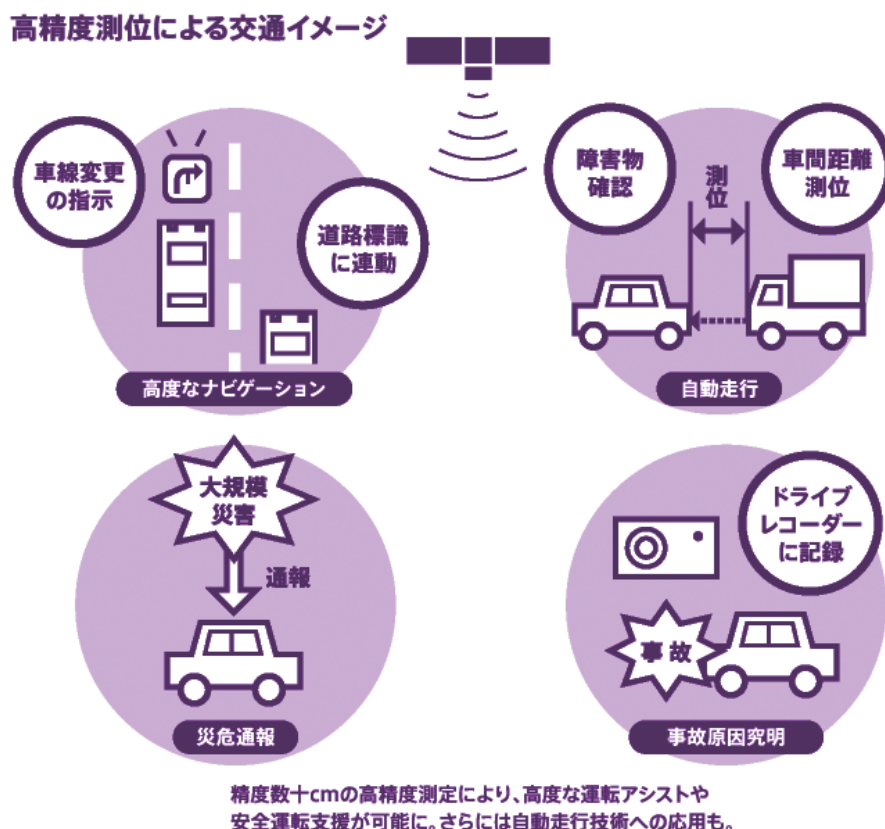 高精度測位による交通イメージ
車線変更
の指示
道路標識
に連動
高度なナビゲーション
障害物
確認
測位
車間距離
測位
自動走行
大規模
災害
通報
災危通報
ドライブ
レコーダー
に記録
事故
事故原因究明
精度数十cmの高精度測定により、高度な運転アシストや
安全運転支援が可能に。さらには自動走行技術への応用も。